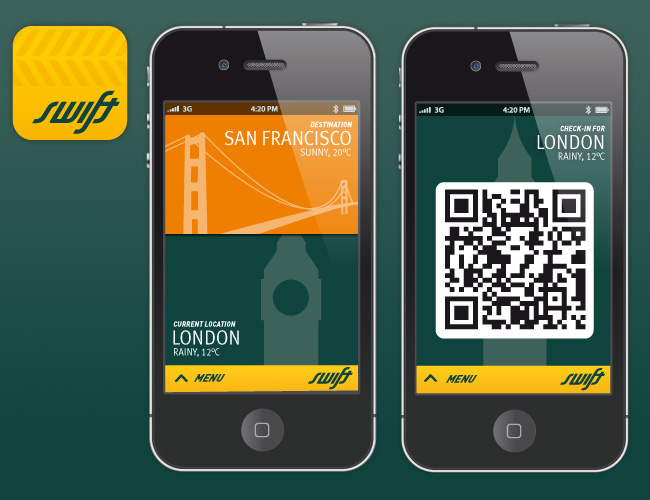 swift
3G 4:20 PM
DESTINATION
SAN FRANCISCO
SUNNY, 20ºC
CURRENT LOCATION
LONDON
RAINY, 12ºC
MENU swift
3G 4:20 PM
CHECK-IN FOR
LONDON
RAINY, 12ºC
MENU swift